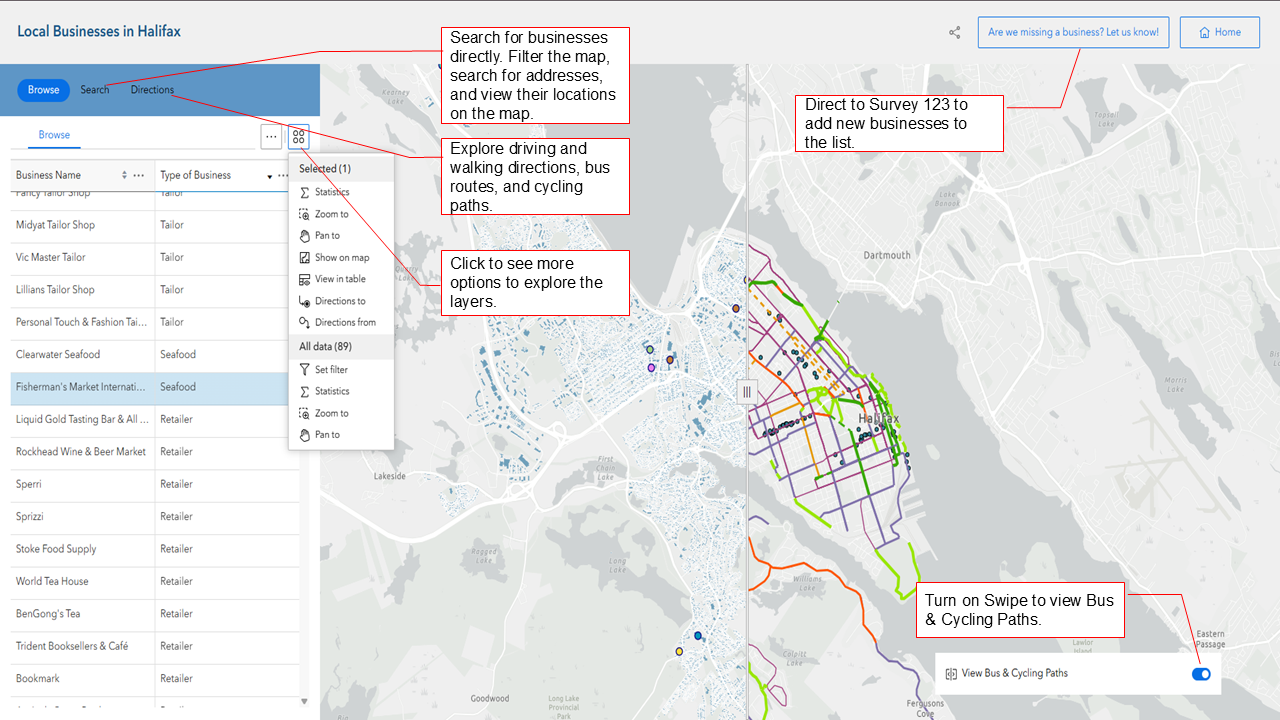 Local Businesses in Halifax
Are we missing a business? Let us know!
Home
Browse
Search
Directions
Browse
Business Name
Type of Business
Fancy Tailor Shop
Tailor
Midyat Tailor Shop
Tailor
Vic Master Tailor
Tailor
Lillians Tailor Shop
Tailor
Personal Touch & Fashion Tai...
Tailor
Clearwater Seafood
Seafood
Fisherman's Market Internati...
Seafood
Liquid Gold Tasting Bar & All ...
Retailer
Rockhead Wine & Beer Market
Retailer
Sperri
Retailer
Sprizzi
Retailer
Stoke Food Supply
Retailer
World Tea House
Retailer
BenGong's Tea
Retailer
Trident Booksellers & Café
Retailer
Bookmark
Retailer
Selected (1)
Statistics
Zoom to
Pan to
Show on map
View in table
Directions to
Directions from
All data (89)
Set filter
Statistics
Zoom to
Pan to
Search for businesses
directly. Filter the map,
search for addresses,
and view their locations
on the map.
Explore driving and
walking directions, bus
routes, and cycling
paths.
Click to see more
options to explore the
layers.
Direct to Survey 123 to
add new businesses to
the list.
Turn on Swipe to view Bus
& Cycling Paths.
View Bus & Cycling Paths
Kearney
Lake
Topsail
Lake
Lake
Banook
Dartmouth
Morris
Lake
Halifax
Lakeside
First
Chain
Lake
Ragged
Lake
Williams
Lake
Colpitt
Lake
Goodwood
Long Lake
Provincial
Park
Lawlor
Island
Eastern
Passage
Fergusons
Cove